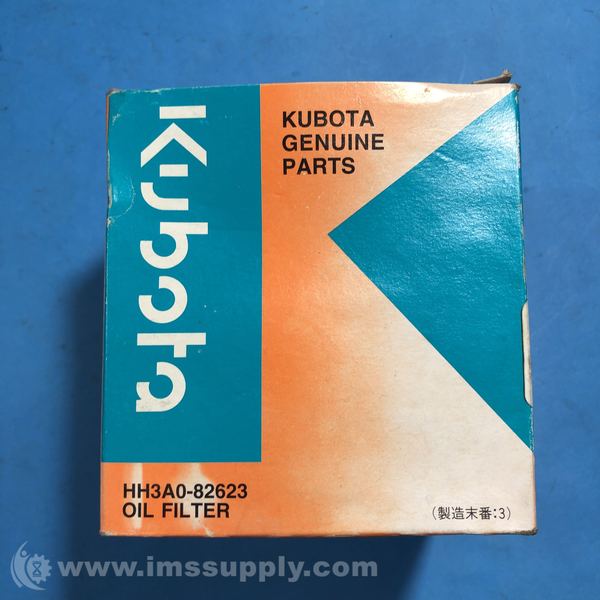 Kubota
KUBOTA
GENUINE
PARTS
HH3A0-82623
OIL FILTER
(製造末番:3)
www.imssupply.com